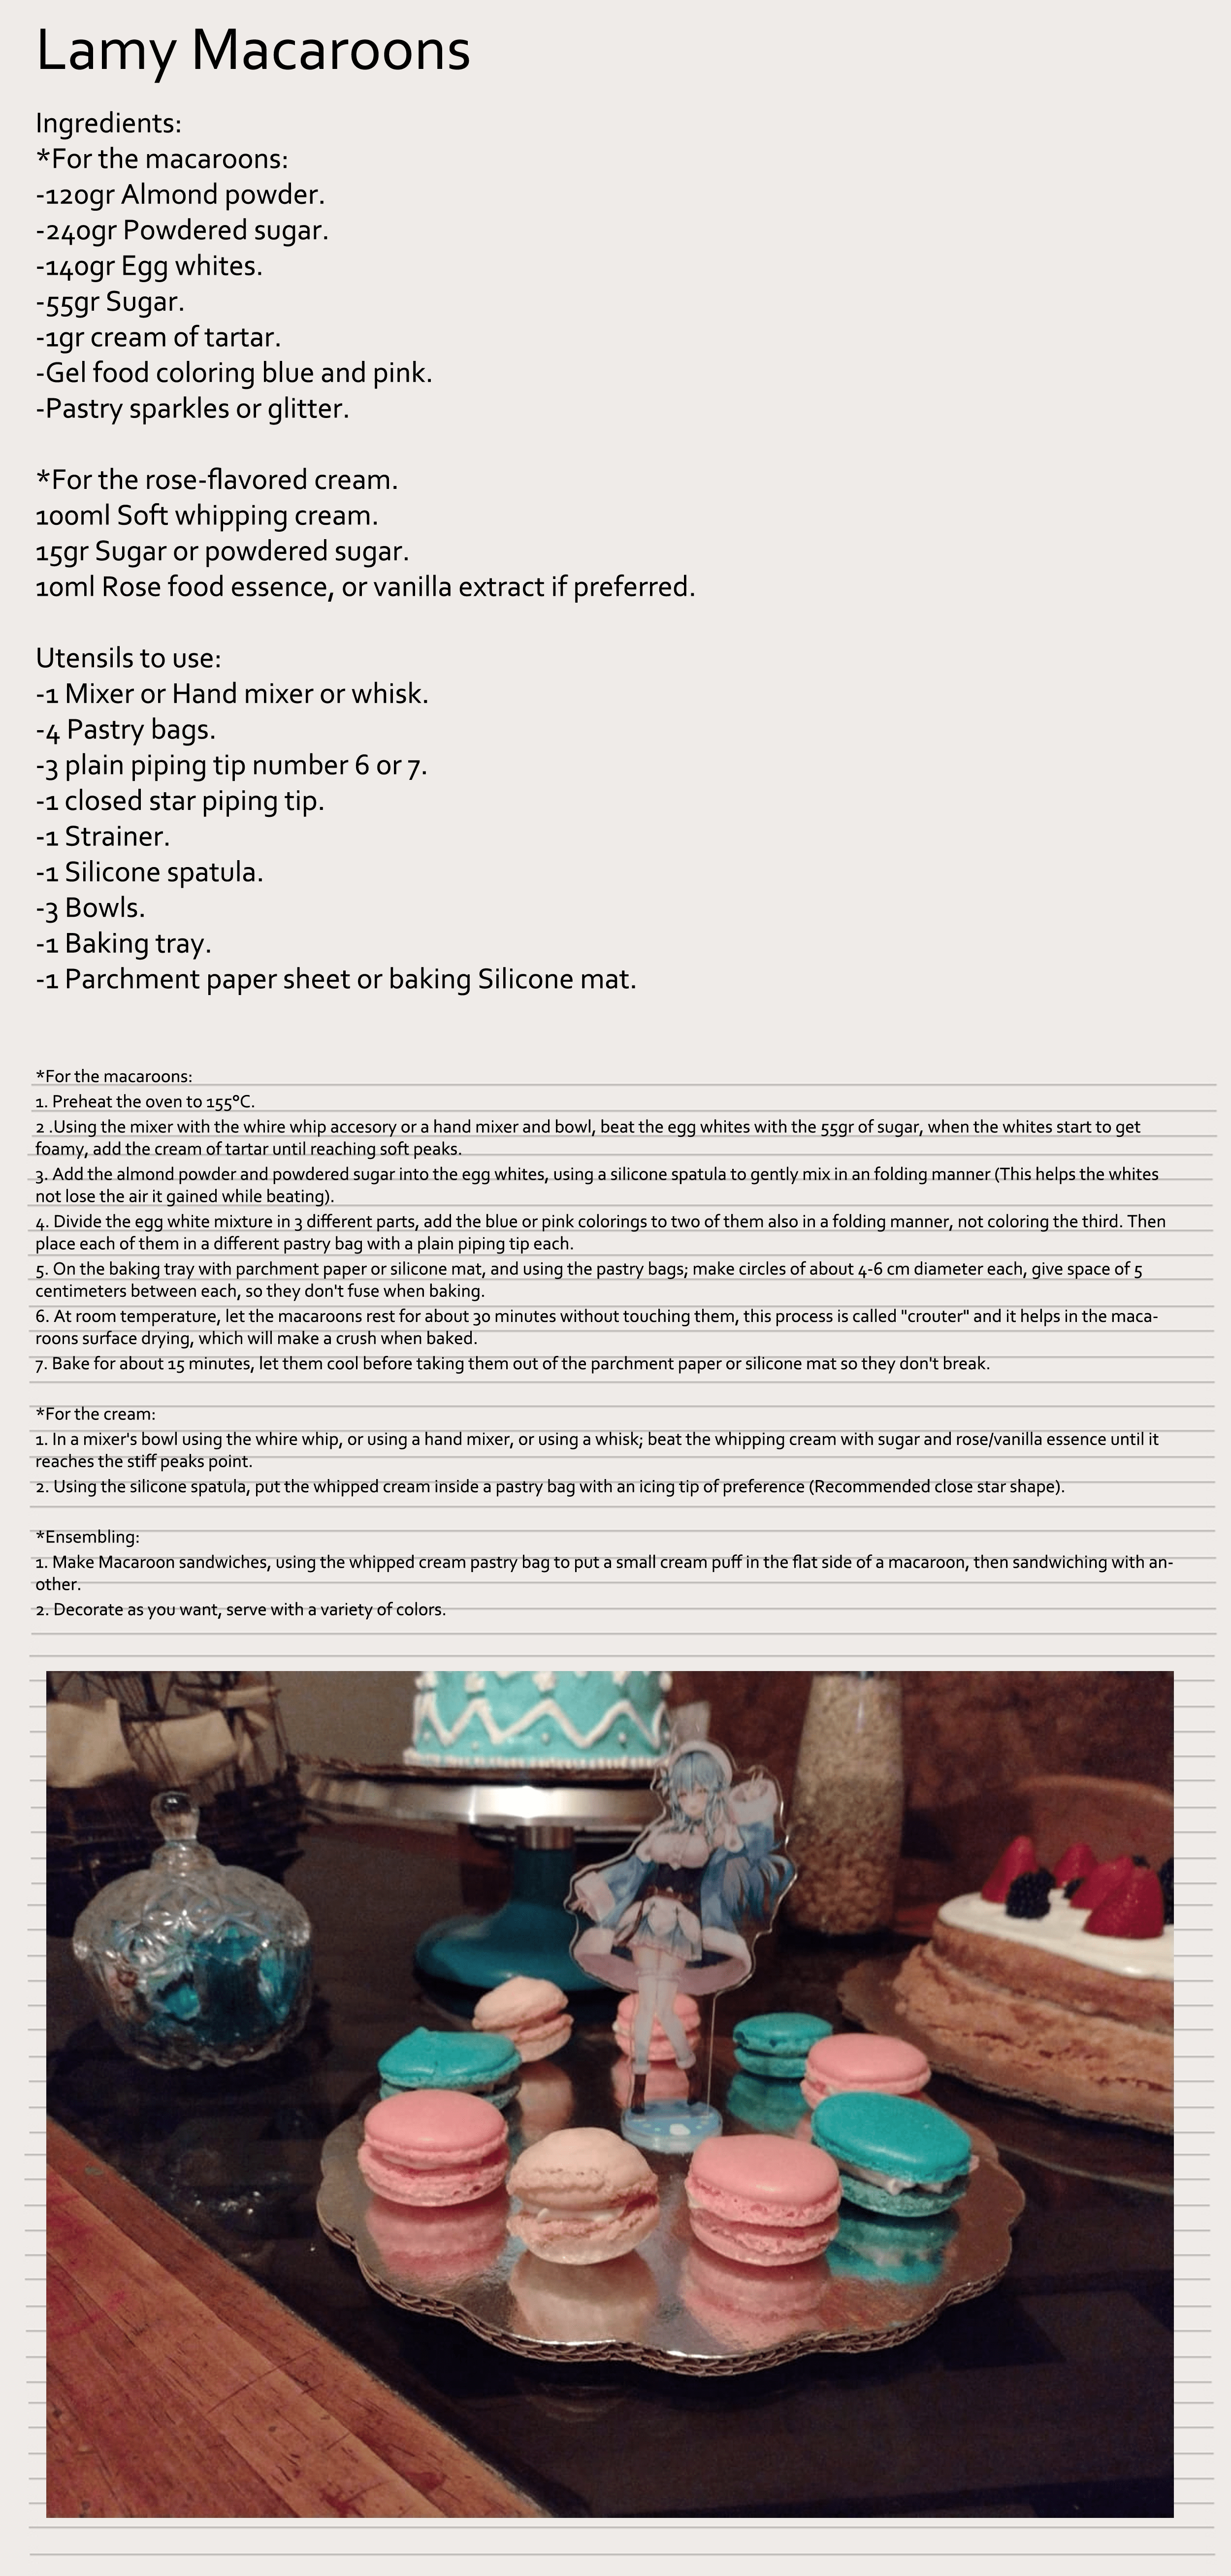 Lamy Macaroons
Ingredients:
*For the macaroons:
-120gr Almond powder.
-240gr Powdered sugar.
-140gr Egg whites.
-55gr Sugar.
-1gr cream of tartar.
-Gel food coloring blue and pink.
-Pastry sparkles or glitter.
*For the rose-flavored cream.
100ml Soft whipping cream.
15gr Sugar or powdered sugar.
10ml Rose food essence, or vanilla extract if preferred.
Utensils to use:
-1 Mixer or Hand mixer or whisk.
-4 Pastry bags.
-3 plain piping tip number 6 or 7.
-1 closed star piping tip.
-1 Strainer.
-1 Silicone spatula.
-3 Bowls.
-1 Baking tray.
-1 Parchment paper sheet or baking Silicone mat.
*For the macaroons:
1. Preheat the oven to 155°C.
2 .Using the mixer with the whire whip accesory or a hand mixer and bowl, beat the egg whites with the 55gr of sugar, when the whites start to get
foamy, add the cream of tartar until reaching soft peaks.
3. Add the almond powder and powdered sugar into the egg whites, using a silicone spatula to gently mix in an folding manner (This helps the whites
not lose the air it gained while beating).
4. Divide the egg white mixture in 3 different parts, add the blue or pink colorings to two of them also in a folding manner, not coloring the third. Then
place each of them in a different pastry bag with a plain piping tip each.
5. On the baking tray with parchment paper or silicone mat, and using the pastry bags; make circles of about 4-6 cm diameter each, give space of 5
centimeters between each, so they don't fuse when baking.
6. At room temperature, let the macaroons rest for about 30 minutes without touching them, this process is called "crouter" and it helps in the maca-
roons surface drying, which will make a crush when baked.
7. Bake for about 15 minutes, let them cool before taking them out of the parchment paper or silicone mat so they don't break.
*For the cream:
1. In a mixer's bowl using the whire whip, or using a hand mixer, or using a whisk; beat the whipping cream with sugar and rose/vanilla essence until it
reaches the stiff peaks point.
2. Using the silicone spatula, put the whipped cream inside a pastry bag with an icing tip of preference (Recommended close star shape).
*Ensembling:
1. Make Macaroon sandwiches, using the whipped cream pastry bag to put a small cream puff in the flat side of a macaroon, then sandwiching with an-
other.
2. Decorate as you want, serve with a variety of colors.